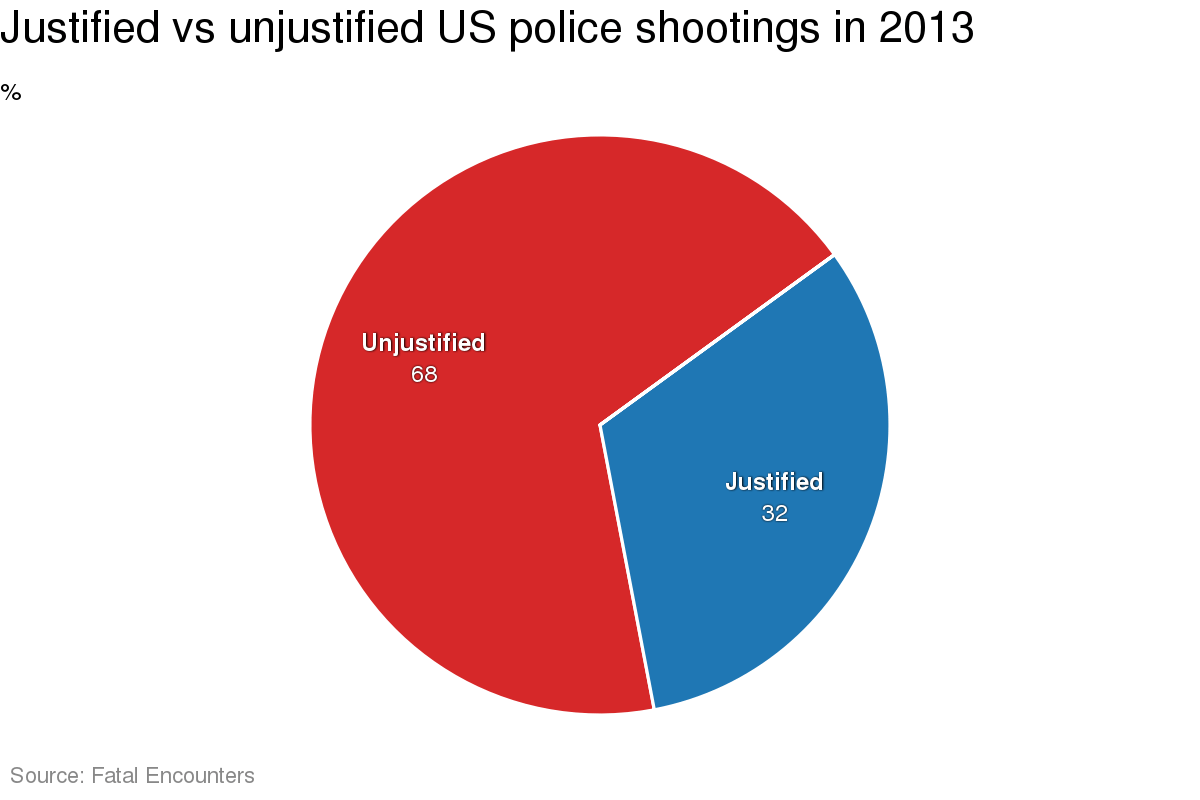 Justified vs unjustified US police shootings in 2013
%
Unjustified
68
Justified
32
Source: Fatal Encounters